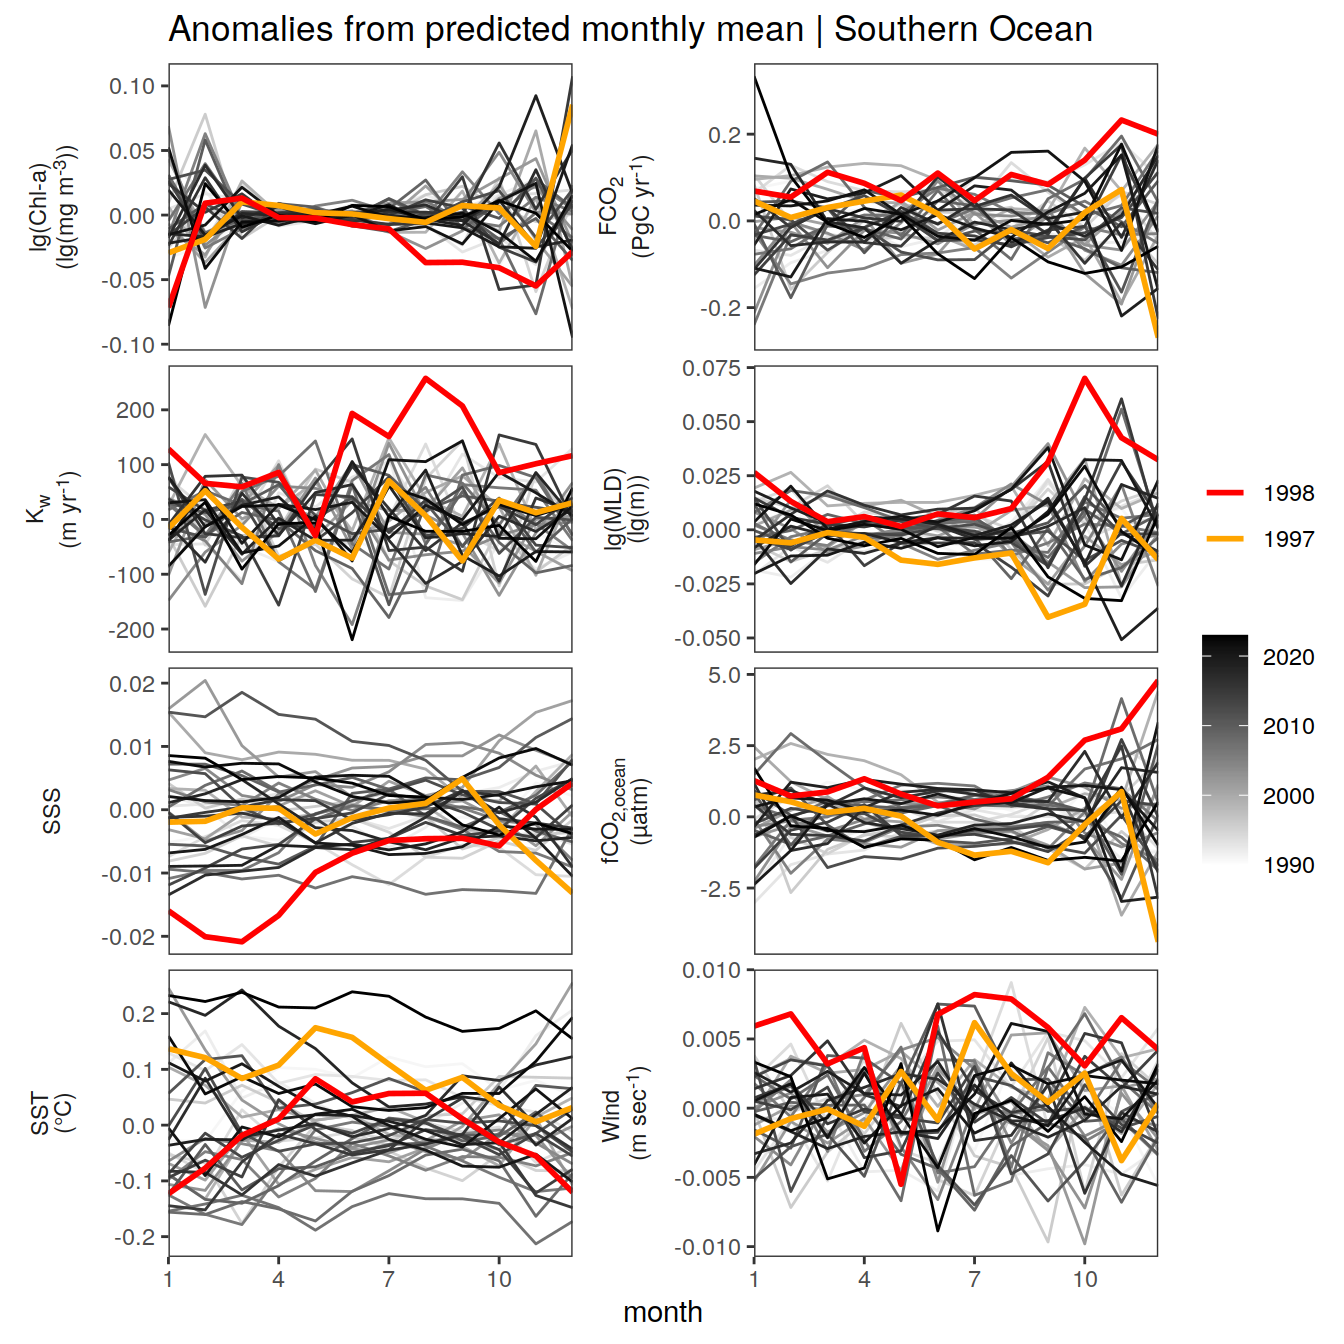 Anomalies from predicted monthly mean | Southern Ocean
lg(Chl-a)
(lg(mg m⁻³))
0.10
0.05
0.00
-0.05
-0.10
FCO₂
(PgC yr⁻¹)
0.2
0.0
-0.2
K_w
(m yr⁻¹)
200
100
0
-100
-200
lg(MLD)
(lg(m))
0.075
0.050
0.025
0.000
-0.025
-0.050
SSS
0.02
0.01
0.00
-0.01
-0.02
fCO₂,ocean
(µatm)
5.0
2.5
0.0
-2.5
SST
(°C)
0.2
0.1
0.0
-0.1
-0.2
Wind
(m sec⁻¹)
0.010
0.005
0.000
-0.005
-0.010
1 4 7 10
1 4 7 10
month
1998
1997
2020
2010
2000
1990